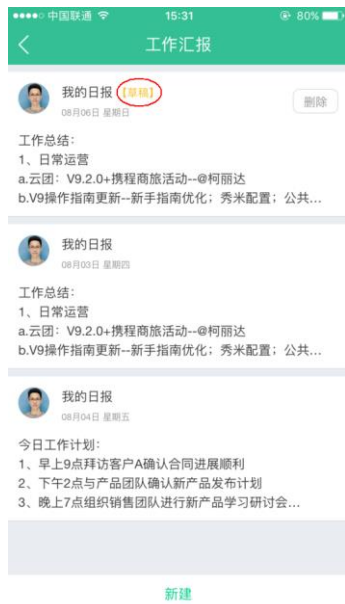 中国联通 15:31 80%
工作汇报
我的日报【草稿】
08月06日 星期日
删除
工作总结：
1、日常运营
a.云团：V9.2.0+携程商旅活动--@柯丽达
b.V9操作指南更新--新手指南优化；秀米配置；公共...
我的日报
08月03日 星期四
工作总结：
1、日常运营
a.云团：V9.2.0+携程商旅活动--@柯丽达
b.V9操作指南更新--新手指南优化；秀米配置；公共...
我的日报
08月04日 星期五
今日工作计划：
1、早上9点拜访客户A确认合同进展顺利
2、下午2点与产品团队确认新产品发布计划
3、晚上7点组织销售团队进行新产品学习研讨会...
新建